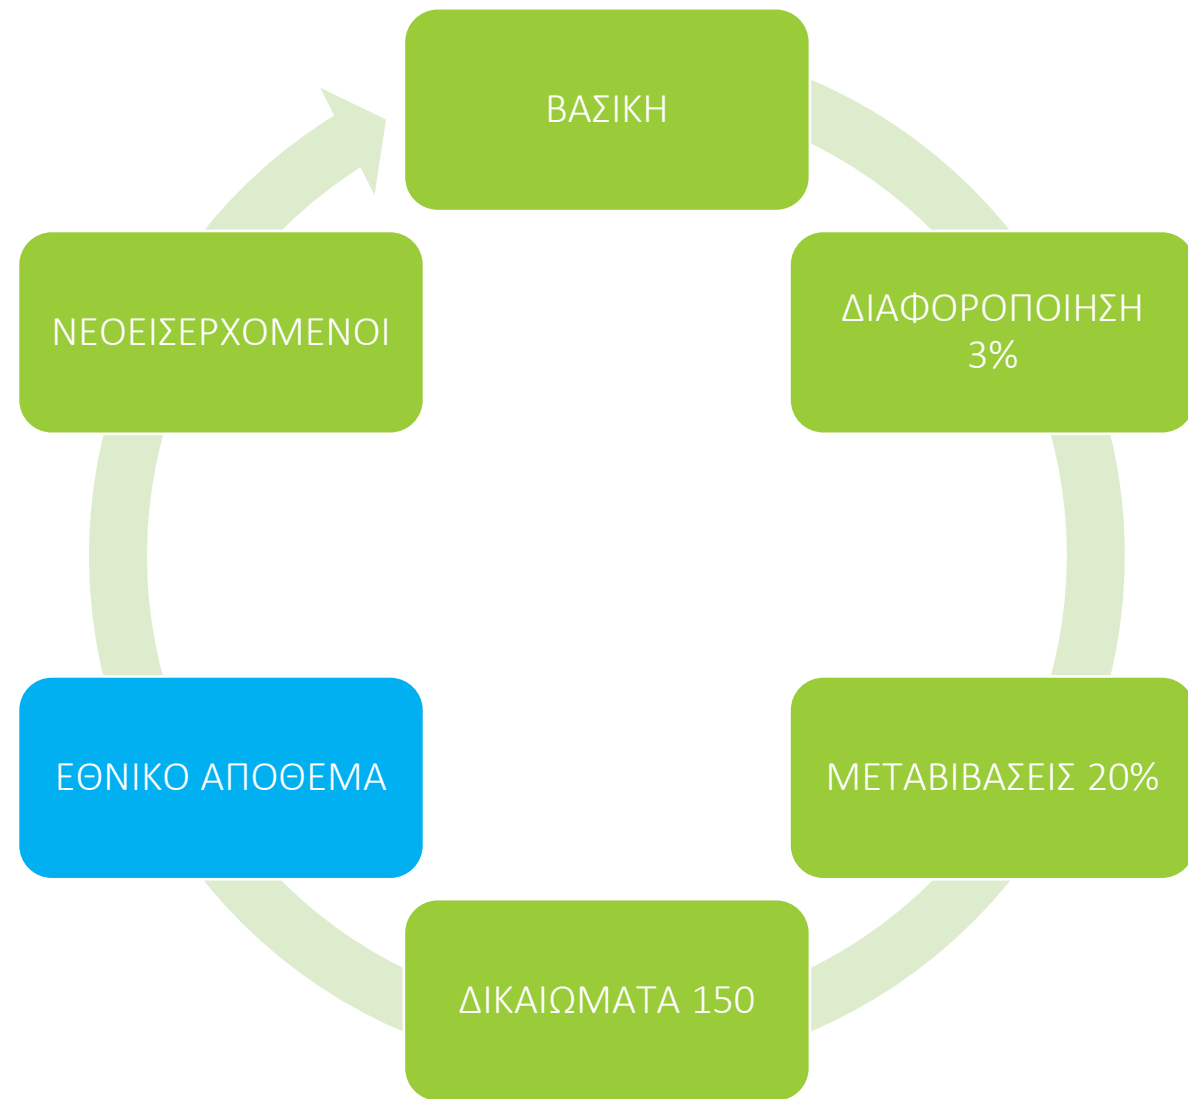 ΒΑΣΙΚΗ
ΔΙΑΦΟΡΟΠΟΙΗΣΗ
3%
ΜΕΤΑΒΙΒΑΣΕΙΣ 20%
ΔΙΚΑΙΩΜΑΤΑ 150
ΕΘΝΙΚΟ ΑΠΟΘΕΜΑ
ΝΕΟΕΙΣΕΡΧΟΜΕΝΟΙ